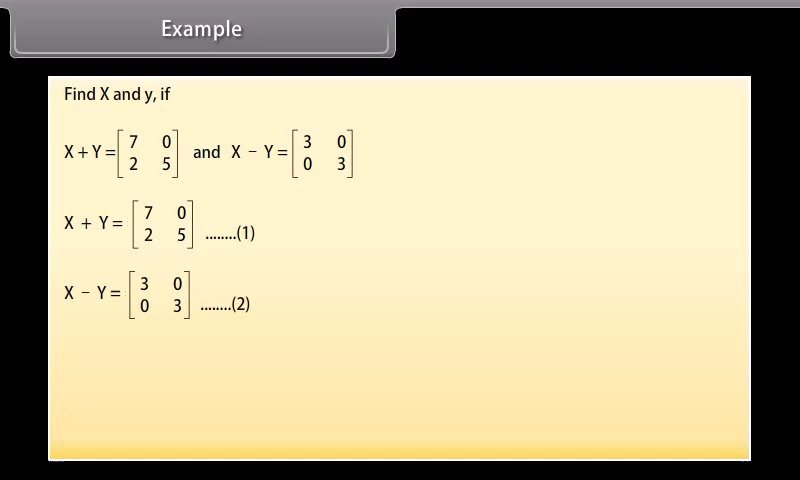 Example
Find X and y, if
X + Y = [ 7 0 ] and X − Y = [ 3 0 ]
[ 2 5 ] [ 0 3 ]
X + Y = [ 7 0 ]
[ 2 5 ] ........(1)
X − Y = [ 3 0 ]
[ 0 3 ] ........(2)